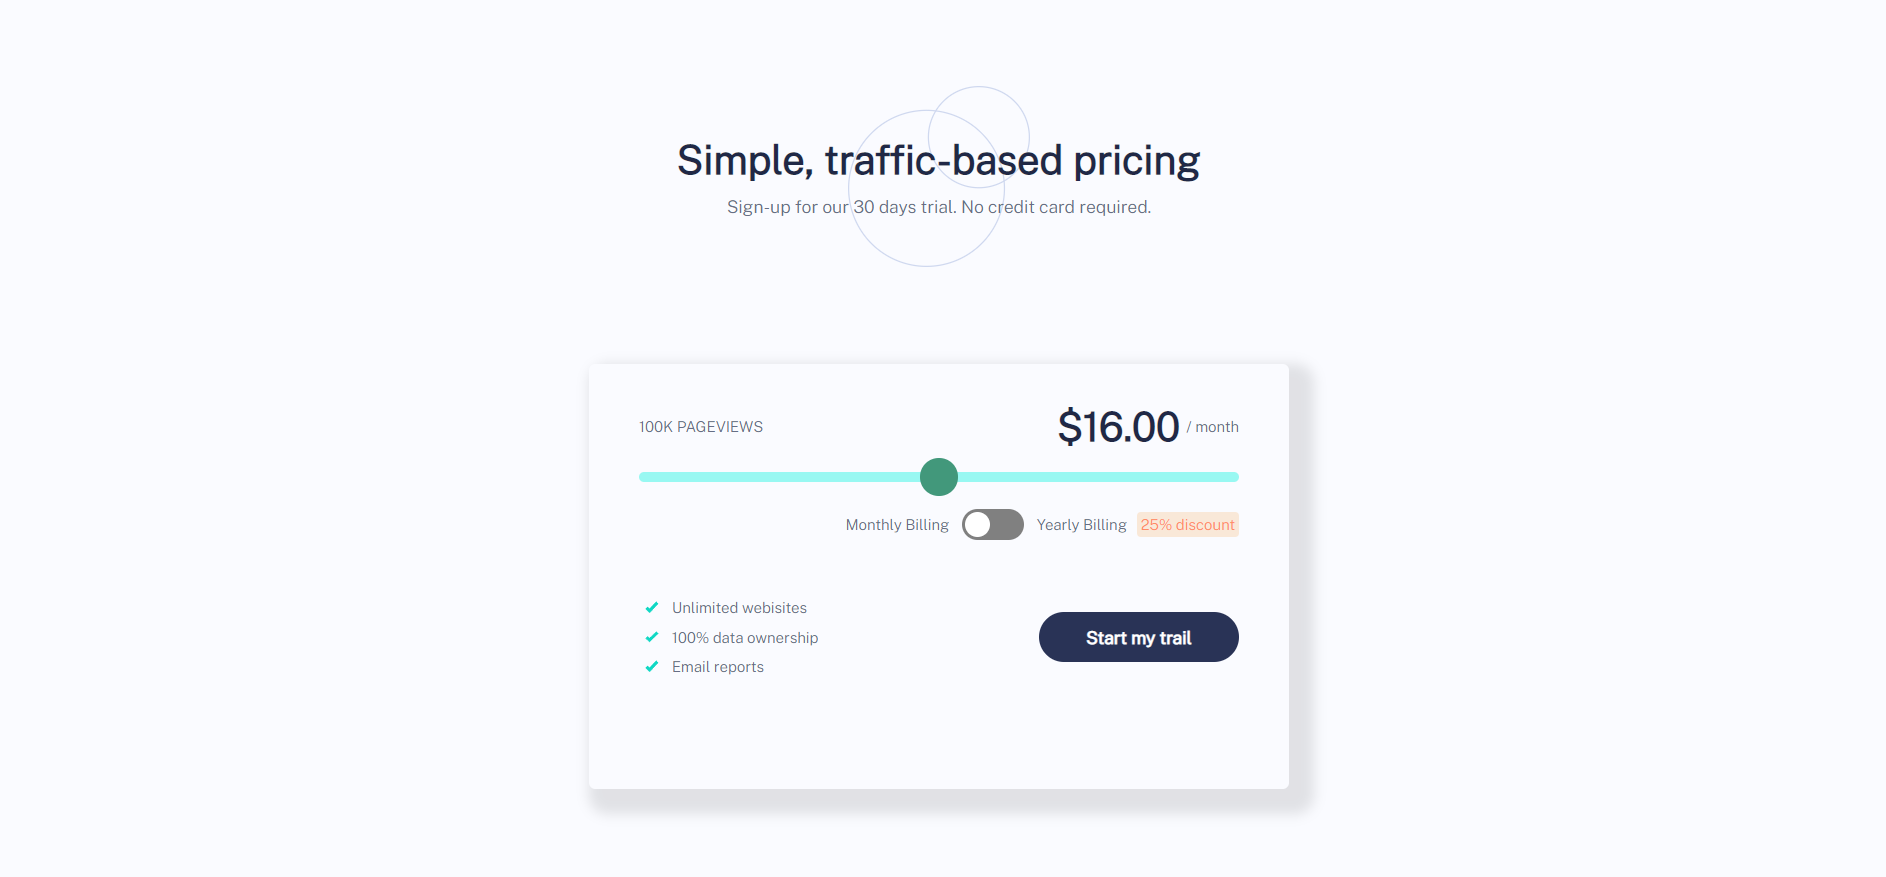 Simple, traffic-based pricing
Sign-up for our 30 days trial. No credit card required.
100K PAGEVIEWS $16.00 / month
Monthly Billing Yearly Billing 25% discount
Unlimited webisites
100% data ownership
Email reports
Start my trail